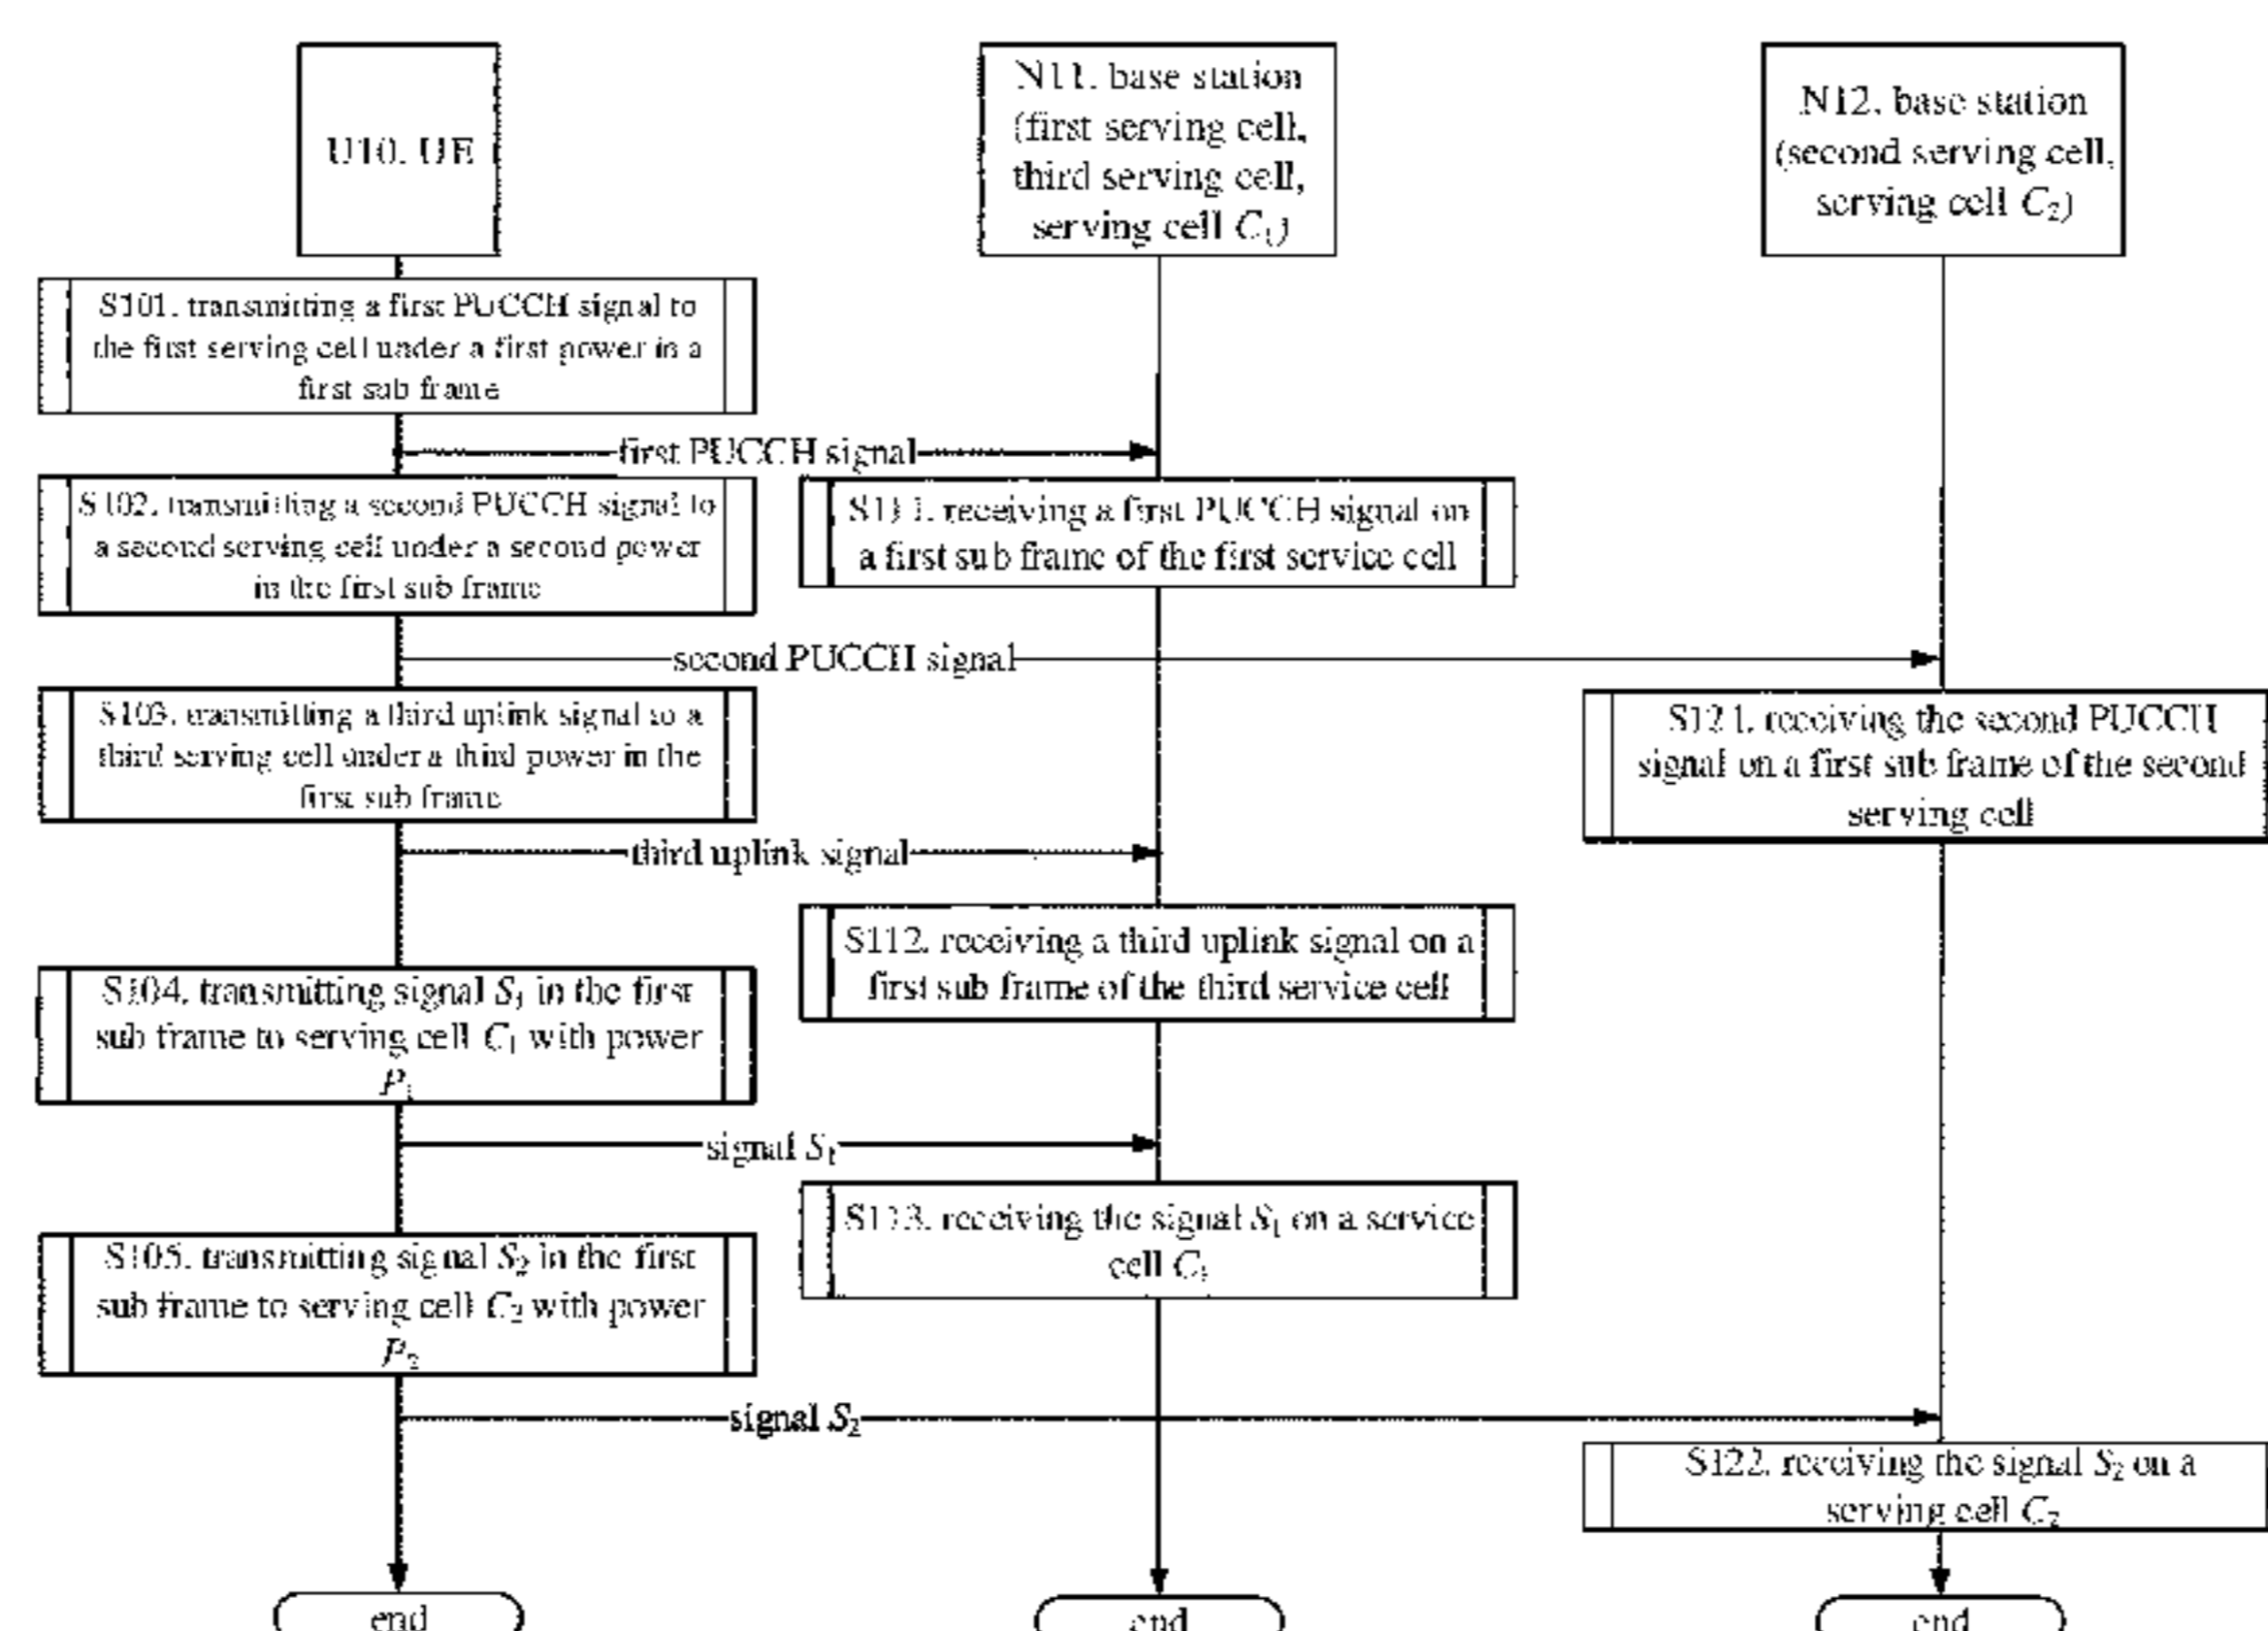 U10. UE
N11. base station
(first serving cell,
third serving cell,
serving cell C₁)
N12. base station
(second serving cell,
serving cell C₂)
S101. transmitting a first PUCCH signal to
the first serving cell under a first power in a
first sub frame
first PUCCH signal
S102. transmitting a second PUCCH signal to
a second serving cell under a second power
in the first sub frame
S111. receiving a first PUCCH signal on
a first sub frame of the first service cell
second PUCCH signal
S103. transmitting a third uplink signal to a
third serving cell under a third power in the
first sub frame
S121. receiving the second PUCCH
signal on a first sub frame of the second
serving cell
third uplink signal
S112. receiving a third uplink signal on a
first sub frame of the third service cell
S104. transmitting signal S₁ in the first
sub frame to serving cell C₁ with power
P₁
signal S₁
S113. receiving the signal S₁ on a service
cell C₁
S105. transmitting signal S₂ in the first
sub frame to serving cell C₂ with power
P₂
signal S₂
S122. receiving the signal S₂ on a
serving cell C₂
end
end
end